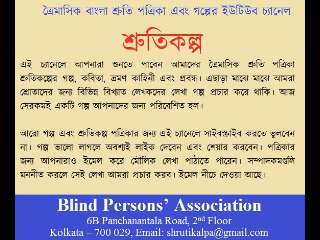 ত্রৈমাসিক বাংলা শ্রুতি পত্রিকা এবং গল্পের ইউটিউব চ্যানেল
শ্রুতিকল্প
এই চ্যানেলে আপনারা শুনতে পাবেন আমাদের ত্রৈমাসিক শ্রুতি পত্রিকা
শ্রুতিকল্পের গল্প, কবিতা, ভ্রমণ কাহিনী এবং প্রবন্ধ। এছাড়া মাঝে মাঝে আমরা
শ্রোতাদের জন্য বিভিন্ন বিখ্যাত লেখকদের লেখা গল্প প্রচার করে থাকি। আজ
সেরকমই একটি গল্প আপনাদের জন্য পরিবেশিত হল।
আরো গল্প এবং শ্রুতিকল্প পত্রিকার জন্য এই চ্যানেলে সাইবস্ক্রাইব করতে ভুলবেন
না। গল্প ভালো লাগলে অবশ্যই লাইক দেবেন এবং শেয়ার করবেন। পত্রিকার
জন্য আপনারাও ইমেল করে মৌলিক লেখা পাঠাতে পারেন। সম্পাদকমণ্ডলি
মনোনীত করলে সেই লেখা আমরা প্রচার করব। ইমেল নীচে দেওয়া আছে।
Blind Persons' Association
6B Panchanantala Road, 2nd Floor
Kolkata – 700 029, Email: shrutikalpa@gmail.com